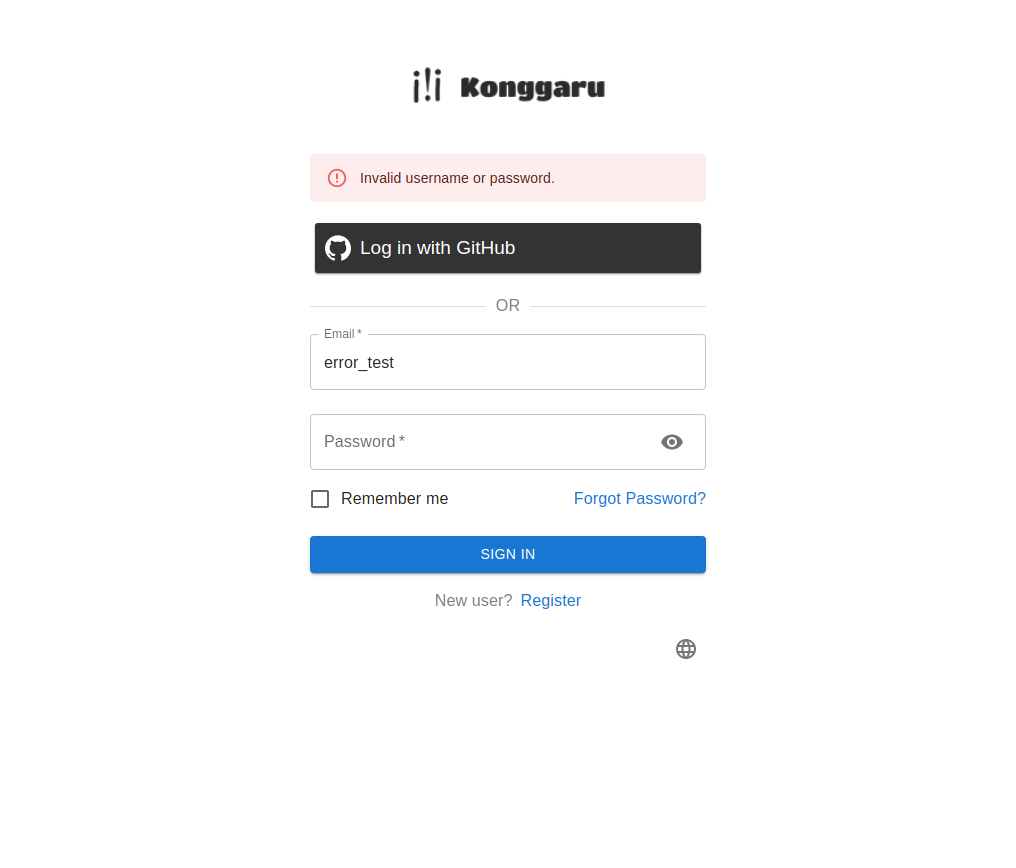 Konggaru
Invalid username or password.
Log in with GitHub
OR
Email *
error_test
Password *
Remember me
Forgot Password?
SIGN IN
New user? Register